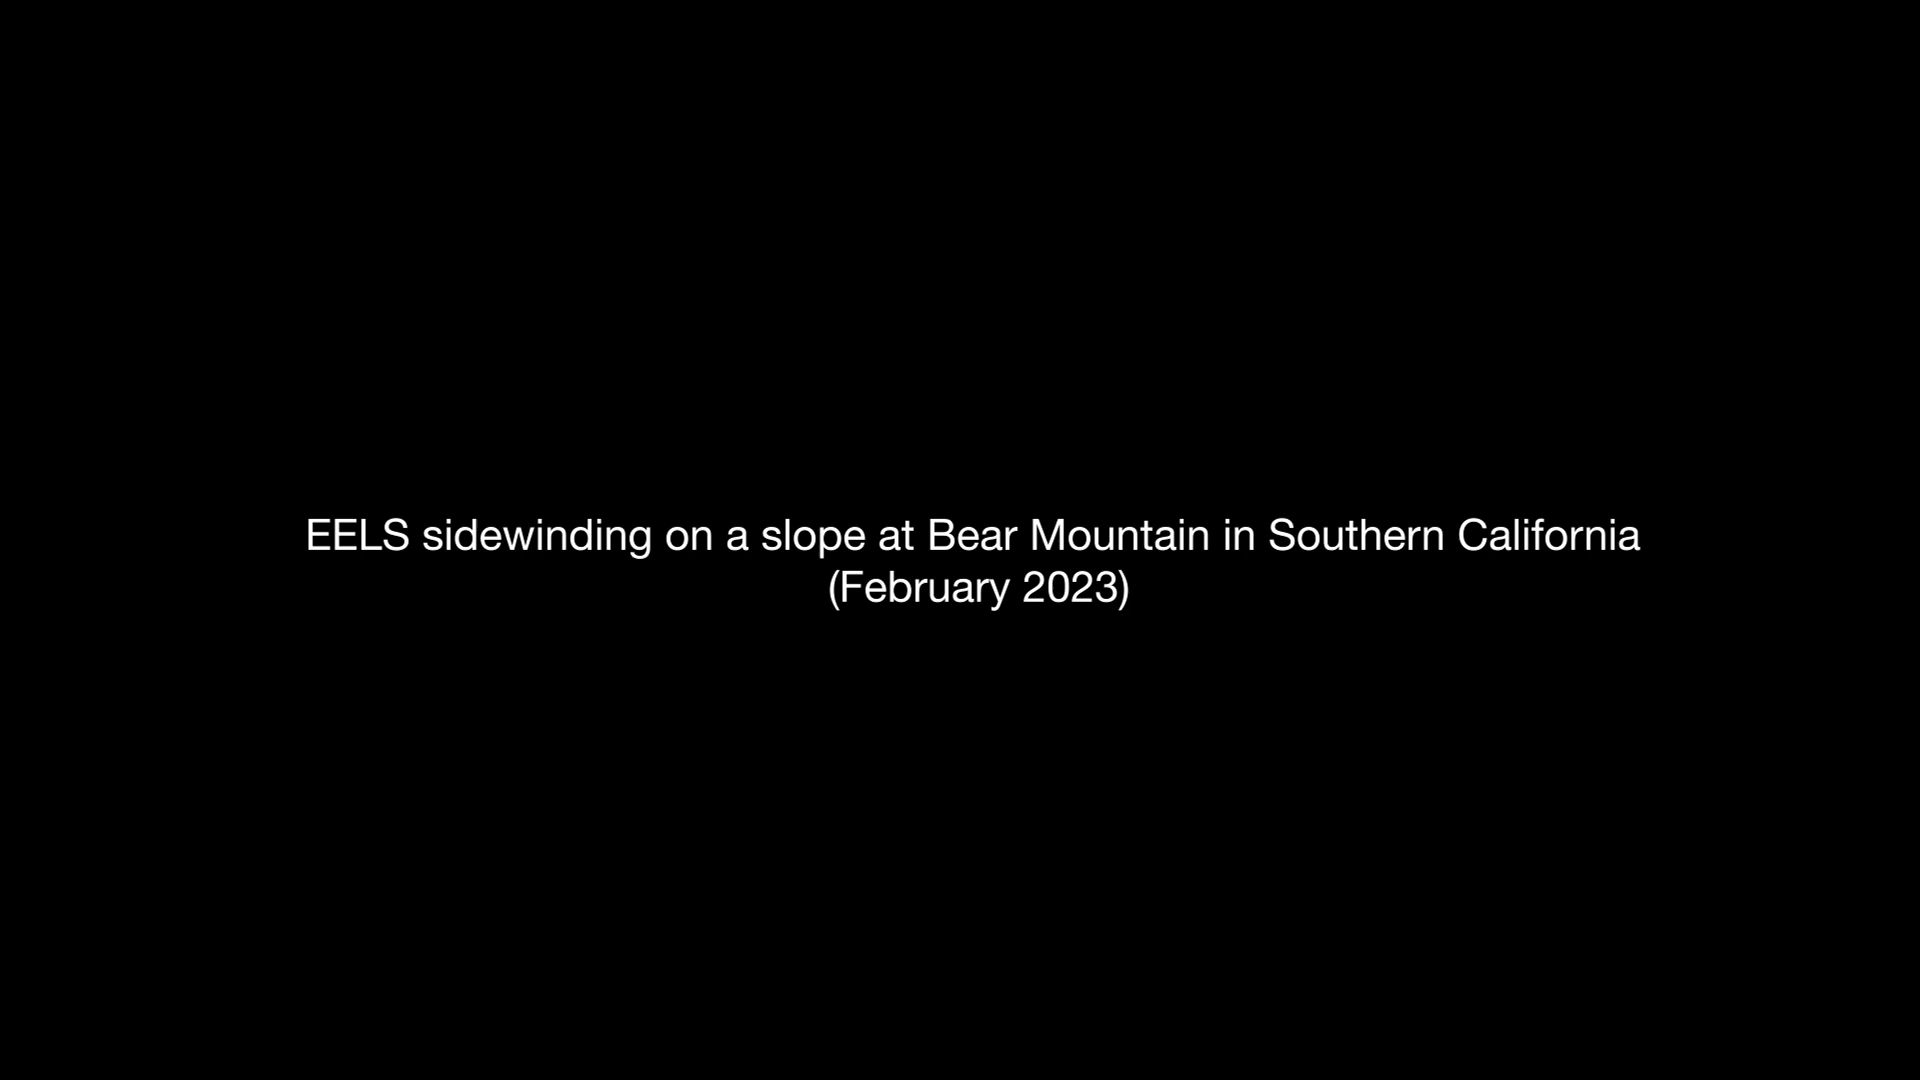 EELS sidewinding on a slope at Bear Mountain in Southern California
(February 2023)